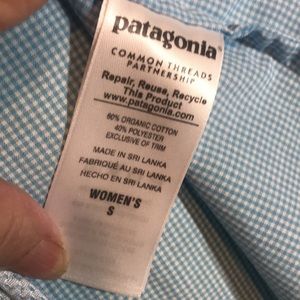 patagonia®
COMMON THREADS
PARTNERSHIP
Repair, Reuse, Recycle
This Product
www.patagonia.com
60% ORGANIC COTTON
40% POLYESTER
EXCLUSIVE OF TRIM
MADE IN SRI LANKA
FABRIQUÉ AU SRI LANKA
HECHO EN SRI LANKA
WOMEN'S
S